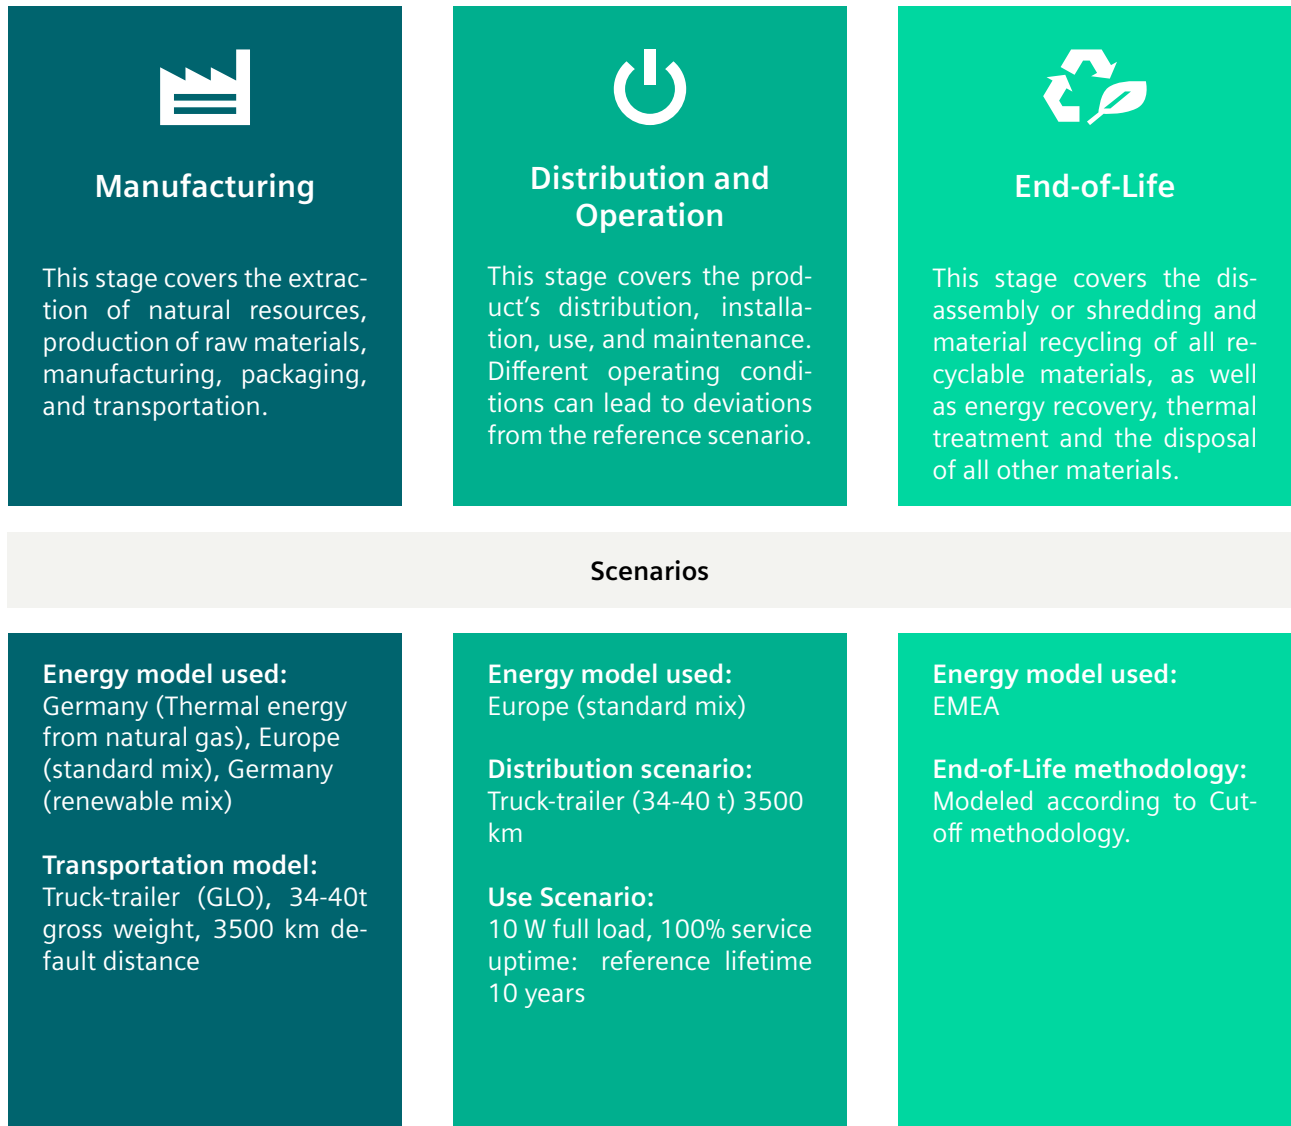 Manufacturing
This stage covers the extrac-
tion of natural resources,
production of raw materials,
manufacturing, packaging,
and transportation.
Distribution and
Operation
This stage covers the prod-
uct's distribution, installa-
tion, use, and maintenance.
Different operating condi-
tions can lead to deviations
from the reference scenario.
End-of-Life
This stage covers the dis-
assembly or shredding and
material recycling of all re-
cyclable materials, as well
as energy recovery, thermal
treatment and the disposal
of all other materials.
Scenarios
Energy model used:
Germany (Thermal energy
from natural gas), Europe
(standard mix), Germany
(renewable mix)
Transportation model:
Truck-trailer (GLO), 34-40t
gross weight, 3500 km de-
fault distance
Energy model used:
Europe (standard mix)
Distribution scenario:
Truck-trailer (34-40 t) 3500
km
Use Scenario:
10 W full load, 100% service
uptime: reference lifetime
10 years
Energy model used:
EMEA
End-of-Life methodology:
Modeled according to Cut-
off methodology.